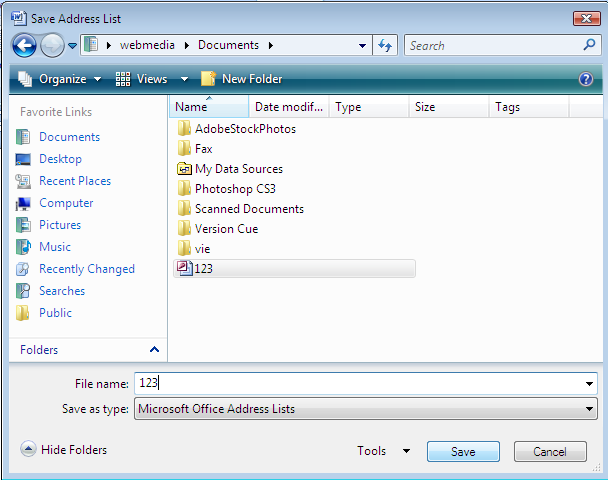 Save Address List
webmedia Documents Search
Organize Views New Folder
Favorite Links
Documents
Desktop
Recent Places
Computer
Pictures
Music
Recently Changed
Searches
Public
Folders
Name Date modif... Type Size Tags
AdobeStockPhotos
Fax
My Data Sources
Photoshop CS3
Scanned Documents
Version Cue
vie
123
File name: 123
Save as type: Microsoft Office Address Lists
Hide Folders Tools Save Cancel